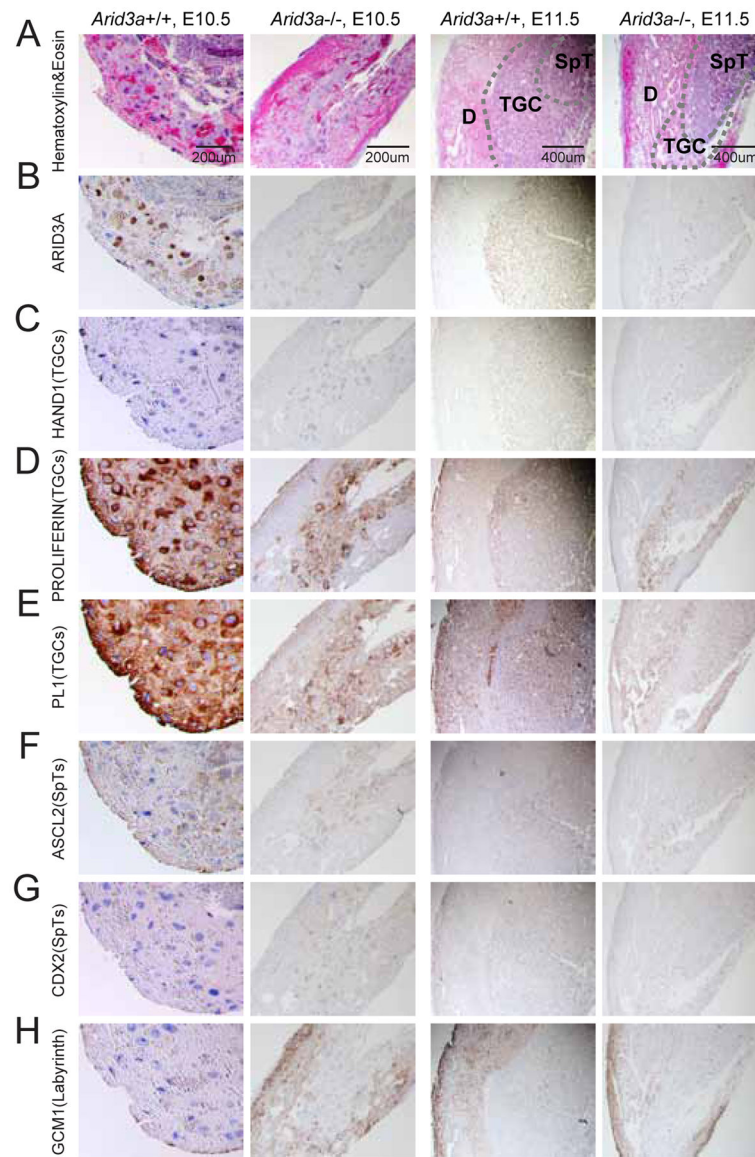 Arid3a+/+, E10.5
Arid3a-/-, E10.5
Arid3a+/+, E11.5
Arid3a-/-, E11.5
A
Hematoxylin&Eosin
200um
200um
D
TGC
SpT
400um
D
SpT
TGC
400um
B
ARID3A
C
HAND1(TGCs)
D
PROLIFERIN(TGCs)
E
PL1(TGCs)
F
ASCL2(SpTs)
G
CDX2(SpTs)
H
GCM1(Labyrinth)